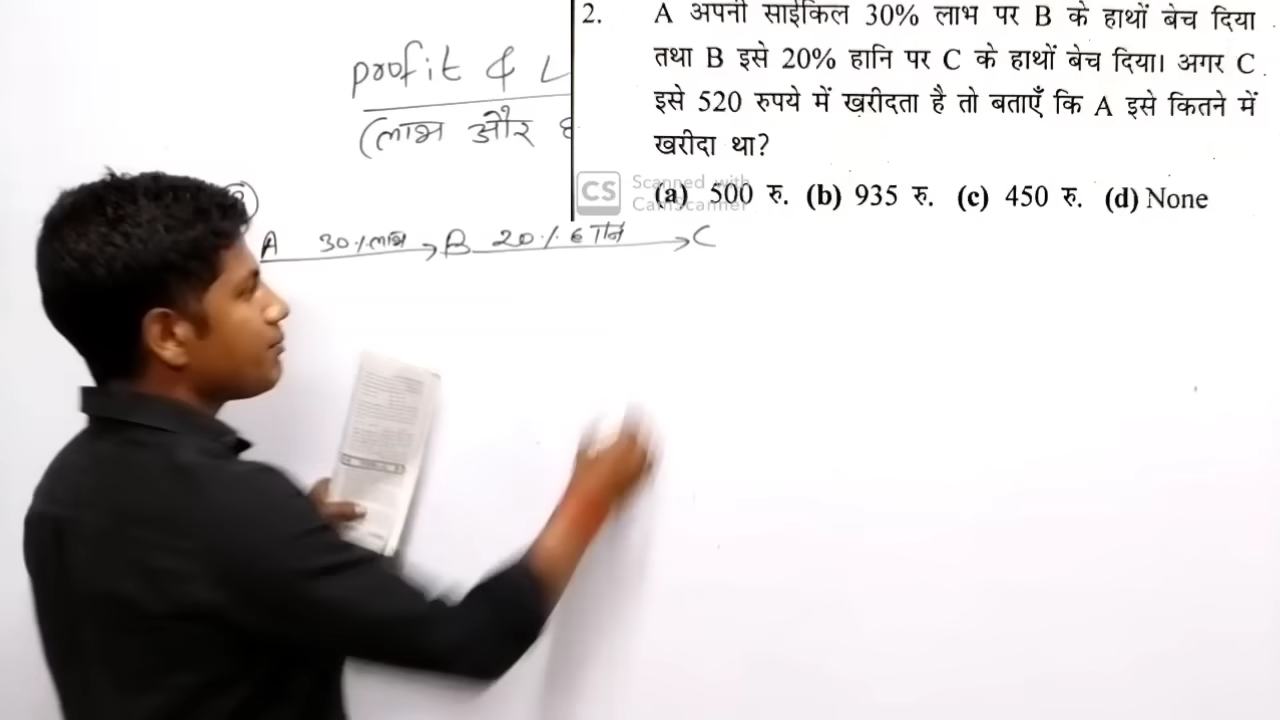 profit & L
(लाभ और
2. A अपनी साईकिल 30% लाभ पर B के हाथों बेच दिया
तथा B इसे 20% हानि पर C के हाथों बेच दिया। अगर C
इसे 520 रुपये में खरीदता है तो बताएँ कि A इसे कितने में
खरीदा था?
CS Scanned with
CamScanner
(a) 500 रु. (b) 935 रु. (c) 450 रु. (d) None
A 30% लाभ B 20% हानि C